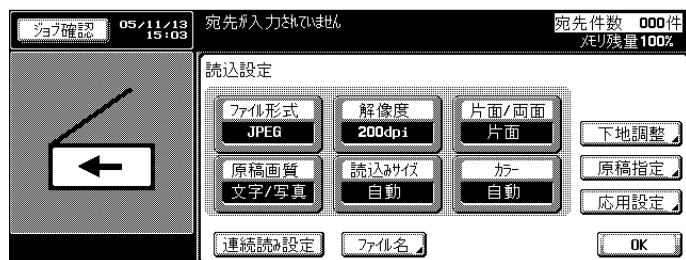 ジョブ確認 05/11/13 15:03
宛先が入力されていません
宛先件数 000件
メモリ残量100%
読込設定
ファイル形式 解像度 片面/両面
JPEG 200dpi 片面
下地調整
原稿画質 読込みサイズ カラー
文字/写真 自動 自動
原稿指定
応用設定
連続読み設定 ファイル名 OK